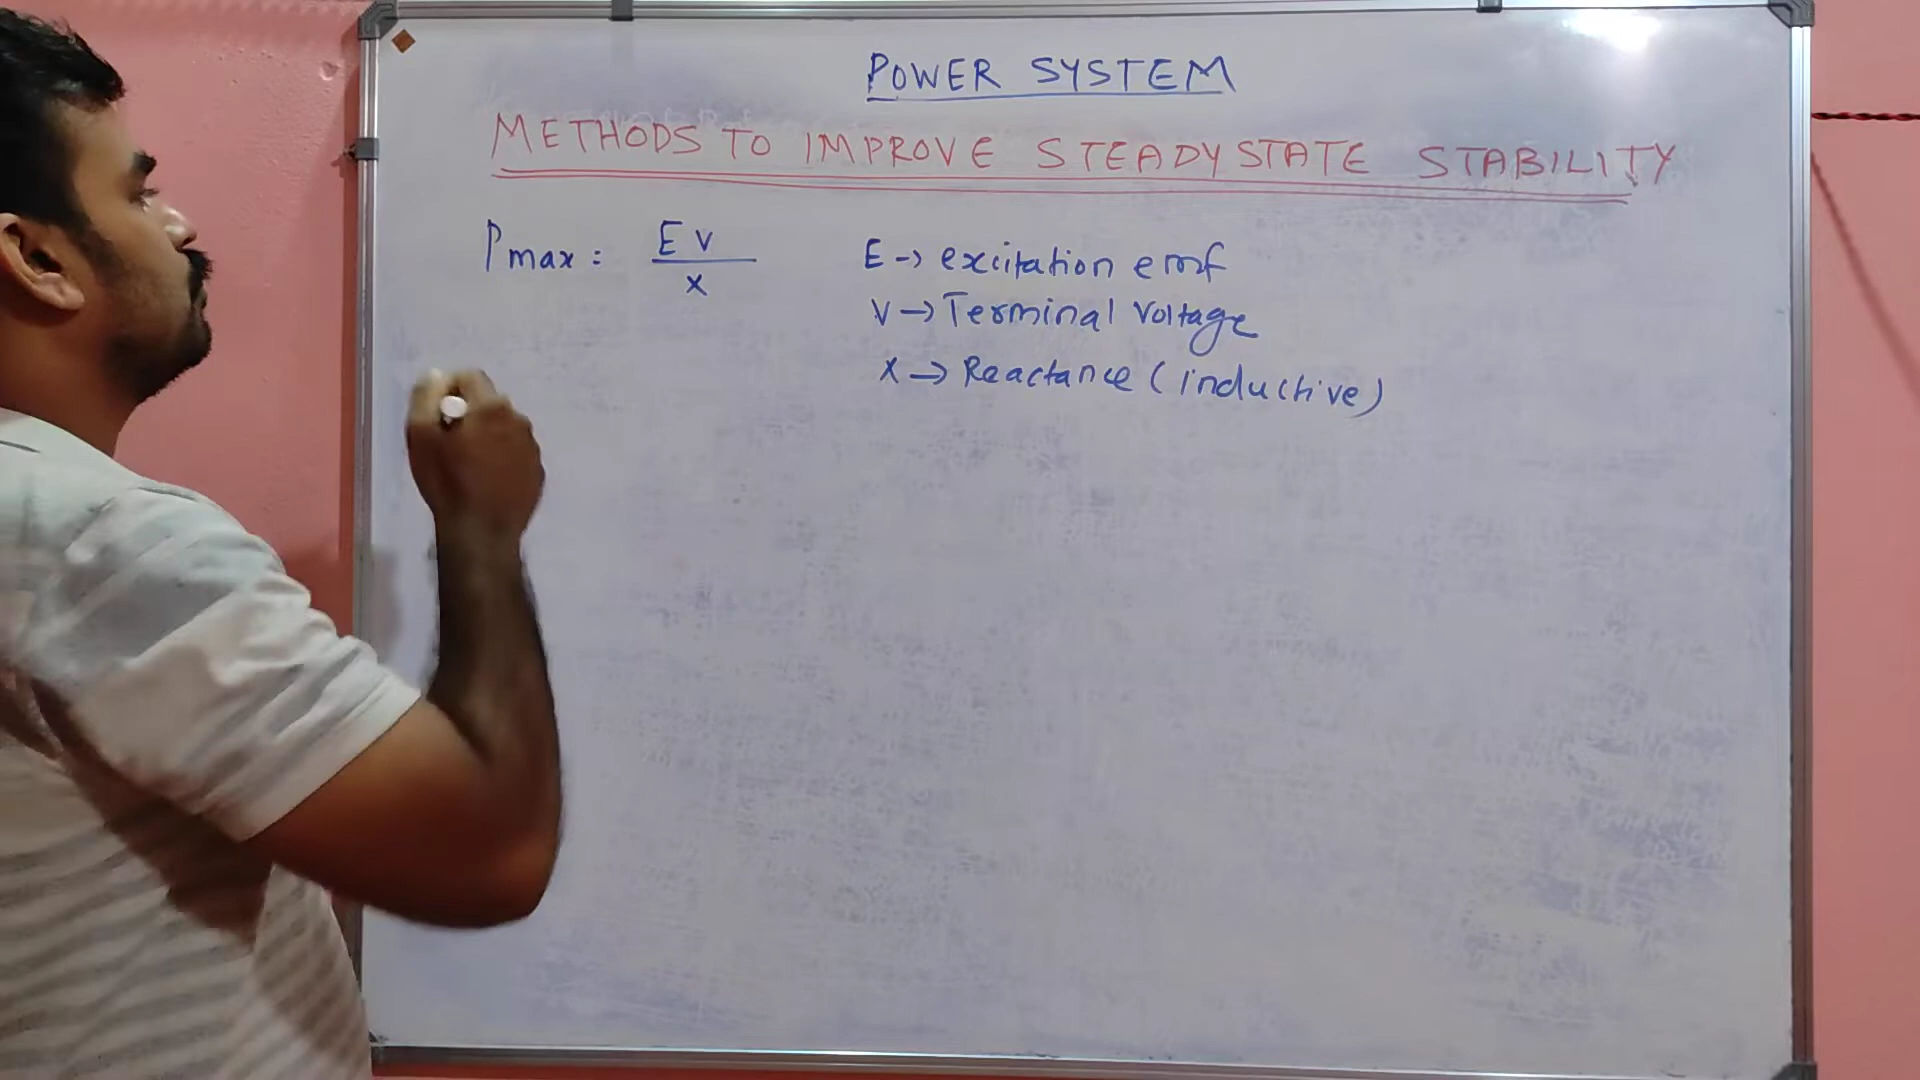 POWER SYSTEM
METHODS TO IMPROVE STEADY STATE STABILITY
Pmax = EV / x
E -> excitation emf
V -> Terminal Voltage
x -> Reactance (inductive)